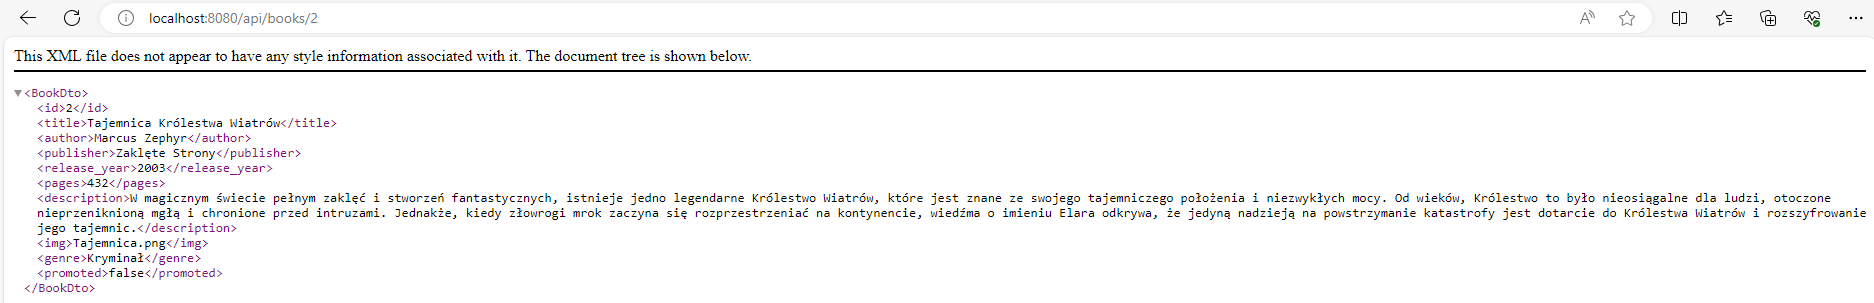 localhost:8080/api/books/2
This XML file does not appear to have any style information associated with it. The document tree is shown below.
▼<BookDto>
<id>2</id>
<title>Tajemnica Królestwa Wiatrów</title>
<author>Marcus Zephyr</author>
<publisher>Zaklęte Strony</publisher>
<release_year>2003</release_year>
<pages>432</pages>
<description>W magicznym świecie pełnym zaklęć i stworzeń fantastycznych, istnieje jedno legendarne Królestwo Wiatrów, które jest znane ze swojego tajemniczego położenia i niezwykłych mocy. Od wieków, Królestwo to było nieosiągalne dla ludzi, otoczone
nieprzeniknioną mgłą i chronione przed intruzami. Jednakże, kiedy złowrogi mrok zaczyna się rozprzestrzeniać na kontynencie, wiedźma o imieniu Elara odkrywa, że jedyną nadzieją na powstrzymanie katastrofy jest dotarcie do Królestwa Wiatrów i rozszyfrowanie
jego tajemnic.</description>
<img>Tajemnica.png</img>
<genre>Kryminał</genre>
<promoted>false</promoted>
</BookDto>